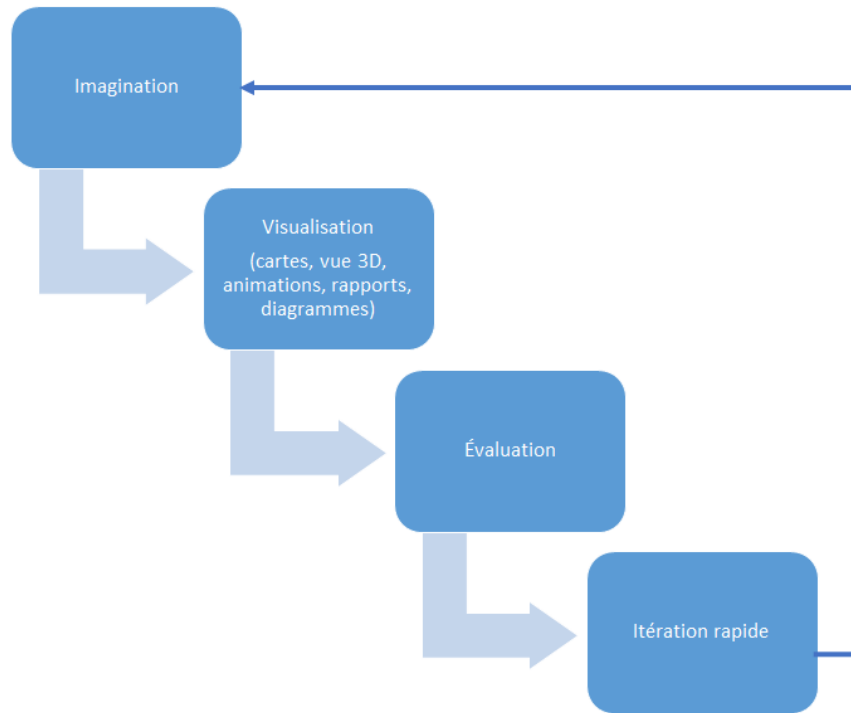 Imagination
Visualisation
(cartes, vue 3D,
animations, rapports,
diagrammes)
Évaluation
Itération rapide